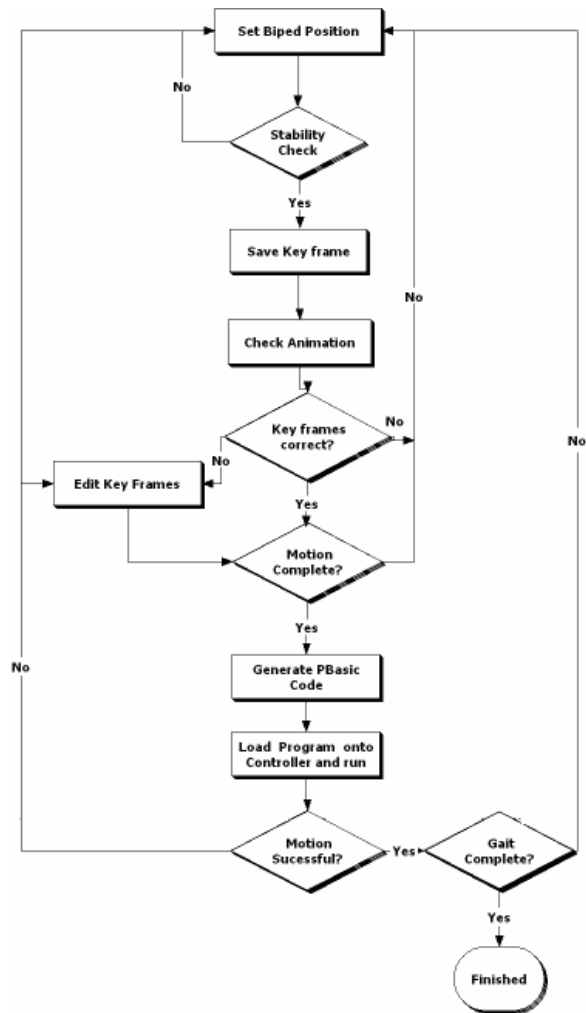 Set Biped Position
No
Stability
Check
Yes
Save Key frame
No
Check Animation
Key frames
correct?
No
No
No
Edit Key Frames
Yes
Motion
Complete?
Yes
No
Generate PBasic
Code
Load Program onto
Controller and run
Motion
Sucessful?
Yes
Gait
Complete?
Yes
Finished